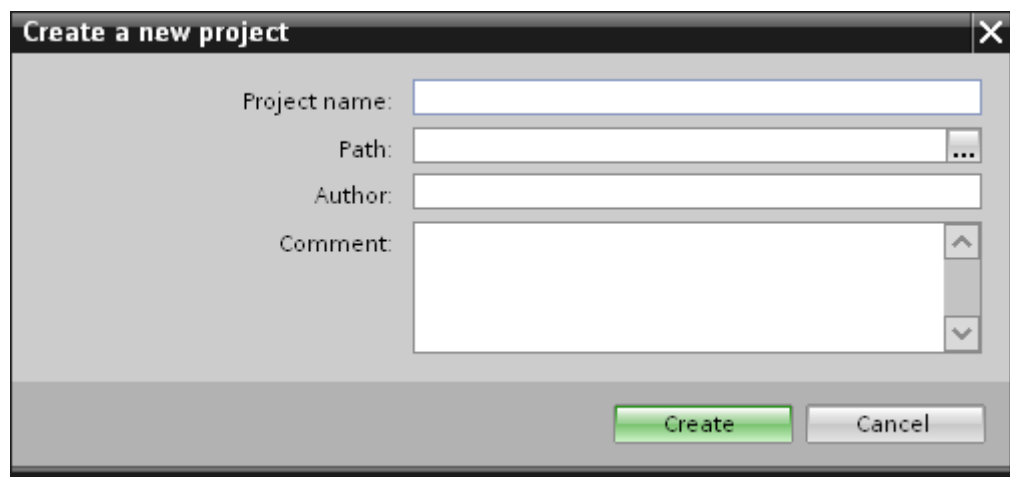 Create a new project
Project name:
Path:
...
Author:
Comment:
Create
Cancel